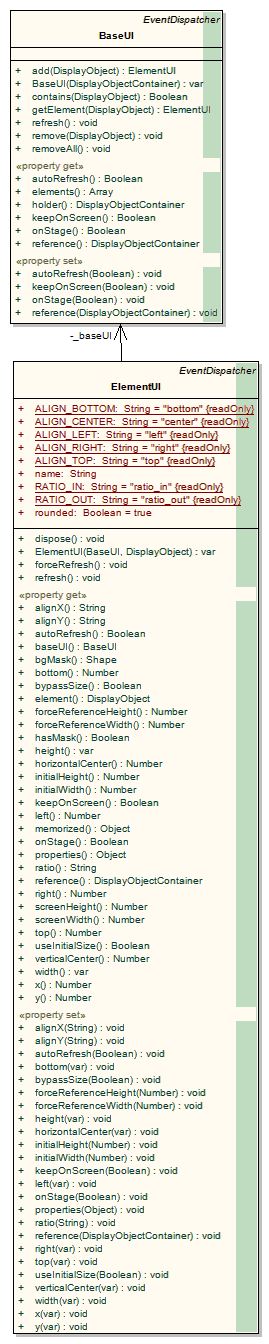 EventDispatcher
BaseUI
+ add(DisplayObject) : ElementUI
+ BaseUI(DisplayObjectContainer) : var
+ contains(DisplayObject) : Boolean
+ getElement(DisplayObject) : ElementUI
+ refresh() : void
+ remove(DisplayObject) : void
+ removeAll() : void
«property get»
+ autoRefresh() : Boolean
+ elements() : Array
+ holder() : DisplayObjectContainer
+ keepOnScreen() : Boolean
+ onStage() : Boolean
+ reference() : DisplayObjectContainer
«property set»
+ autoRefresh(Boolean) : void
+ keepOnScreen(Boolean) : void
+ onStage(Boolean) : void
+ reference(DisplayObjectContainer) : void
-_baseUI
EventDispatcher
ElementUI
+ ALIGN_BOTTOM: String = "bottom" {readOnly}
+ ALIGN_CENTER: String = "center" {readOnly}
+ ALIGN_LEFT: String = "left" {readOnly}
+ ALIGN_RIGHT: String = "right" {readOnly}
+ ALIGN_TOP: String = "top" {readOnly}
+ name: String
+ RATIO_IN: String = "ratio_in" {readOnly}
+ RATIO_OUT: String = "ratio_out" {readOnly}
+ rounded: Boolean = true
+ dispose() : void
+ ElementUI(BaseUI, DisplayObject) : var
+ forceRefresh() : void
+ refresh() : void
«property get»
+ alignX() : String
+ alignY() : String
+ autoRefresh() : Boolean
+ baseUI() : BaseUI
+ bgMask() : Shape
+ bottom() : Number
+ bypassSize() : Boolean
+ element() : DisplayObject
+ forceReferenceHeight() : Number
+ forceReferenceWidth() : Number
+ hasMask() : Boolean
+ height() : var
+ horizontalCenter() : Number
+ initialHeight() : Number
+ initialWidth() : Number
+ keepOnScreen() : Boolean
+ left() : Number
+ memorized() : Object
+ onStage() : Boolean
+ properties() : Object
+ ratio() : String
+ reference() : DisplayObjectContainer
+ right() : Number
+ screenHeight() : Number
+ screenWidth() : Number
+ top() : Number
+ useInitialSize() : Boolean
+ verticalCenter() : Number
+ width() : var
+ x() : Number
+ y() : Number
«property set»
+ alignX(String) : void
+ alignY(String) : void
+ autoRefresh(Boolean) : void
+ bottom(var) : void
+ bypassSize(Boolean) : void
+ forceReferenceHeight(Number) : void
+ forceReferenceWidth(Number) : void
+ height(var) : void
+ horizontalCenter(var) : void
+ initialHeight(Number) : void
+ initialWidth(Number) : void
+ keepOnScreen(Boolean) : void
+ left(var) : void
+ onStage(Boolean) : void
+ properties(Object) : void
+ ratio(String) : void
+ reference(DisplayObjectContainer) : void
+ right(var) : void
+ top(var) : void
+ useInitialSize(Boolean) : void
+ verticalCenter(var) : void
+ width(var) : void
+ x(var) : void
+ y(var) : void